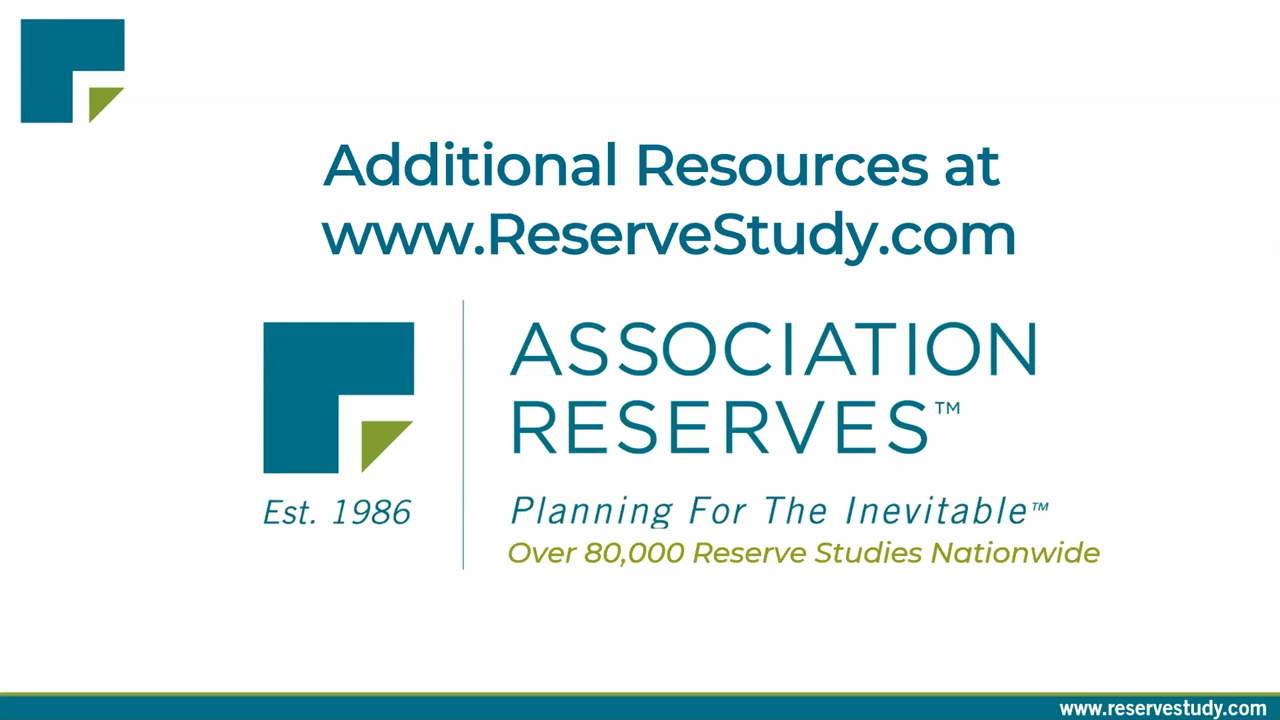 Additional Resources at
www.ReserveStudy.com
ASSOCIATION
RESERVES™
Est. 1986
Planning For The Inevitable™
Over 80,000 Reserve Studies Nationwide
www.reservestudy.com